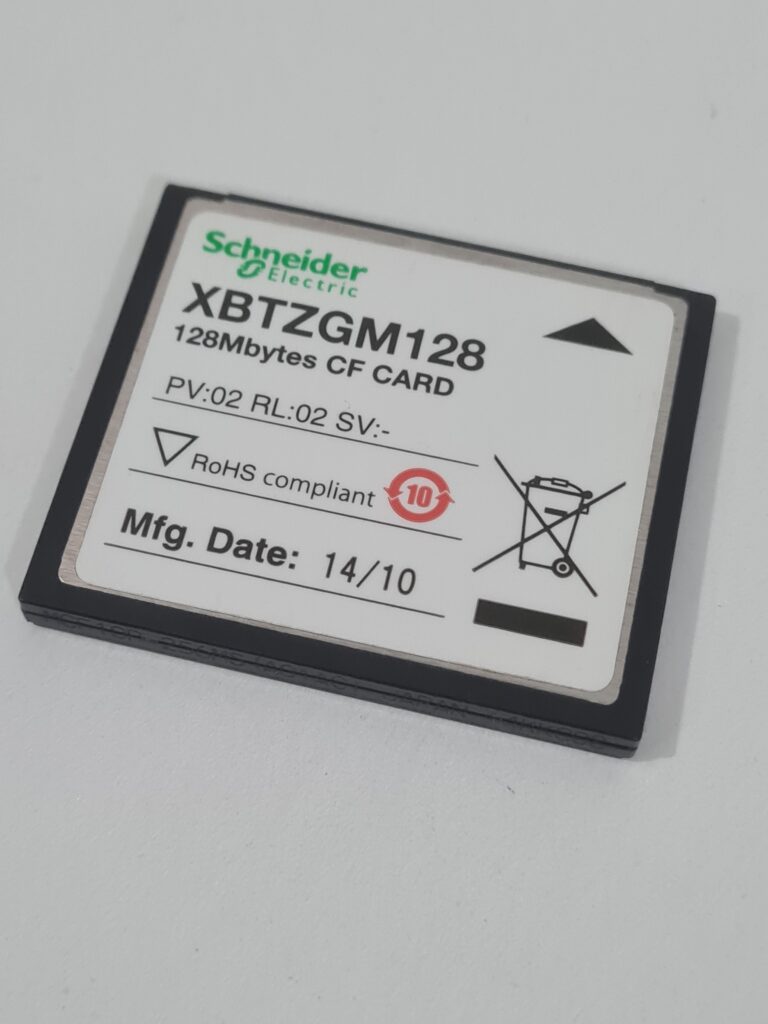 Schneider
Electric
XBTZGM128
128Mbytes CF CARD
PV:02 RL:02 SV:-
RoHS compliant 10
Mfg. Date: 14/10